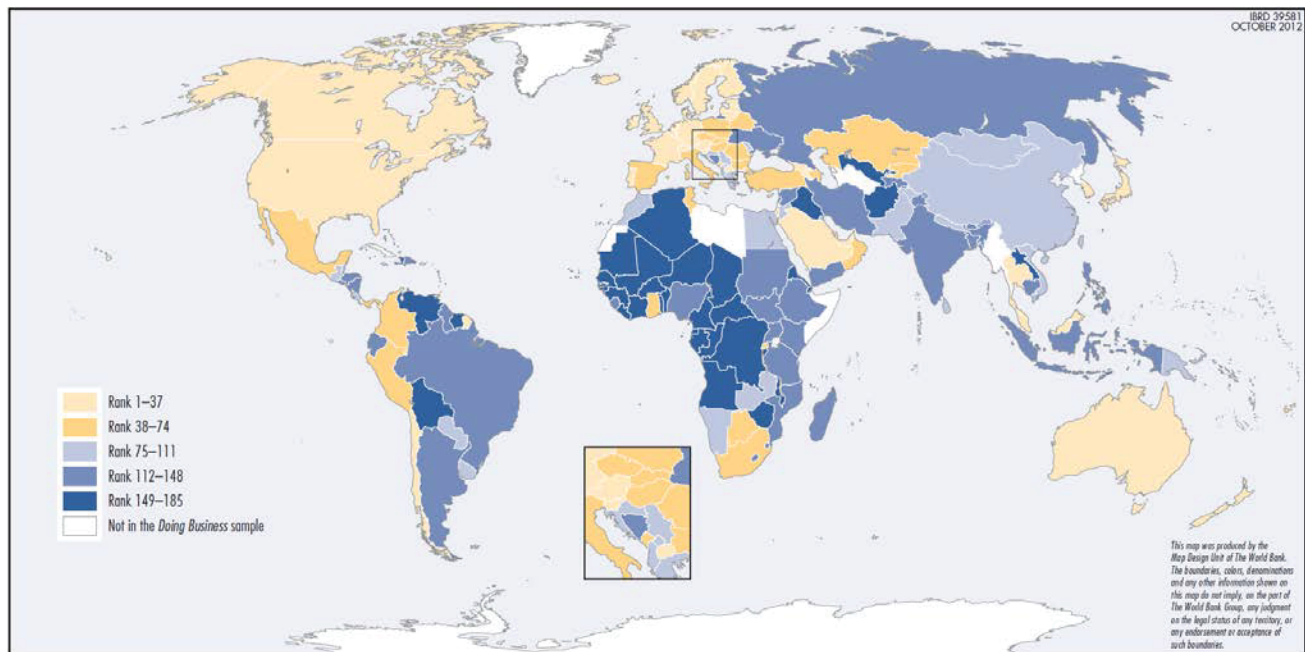 IBRD 39581
OCTOBER 2012
Rank 1–37
Rank 38–74
Rank 75–111
Rank 112–148
Rank 149–185
Not in the Doing Business sample
This map was produced by the
Map Design Unit of The World Bank.
The boundaries, colors, denominations
and any other information shown on
this map do not imply, on the part of
The World Bank Group, any judgment
on the legal status of any territory, or
any endorsement or acceptance of
such boundaries.